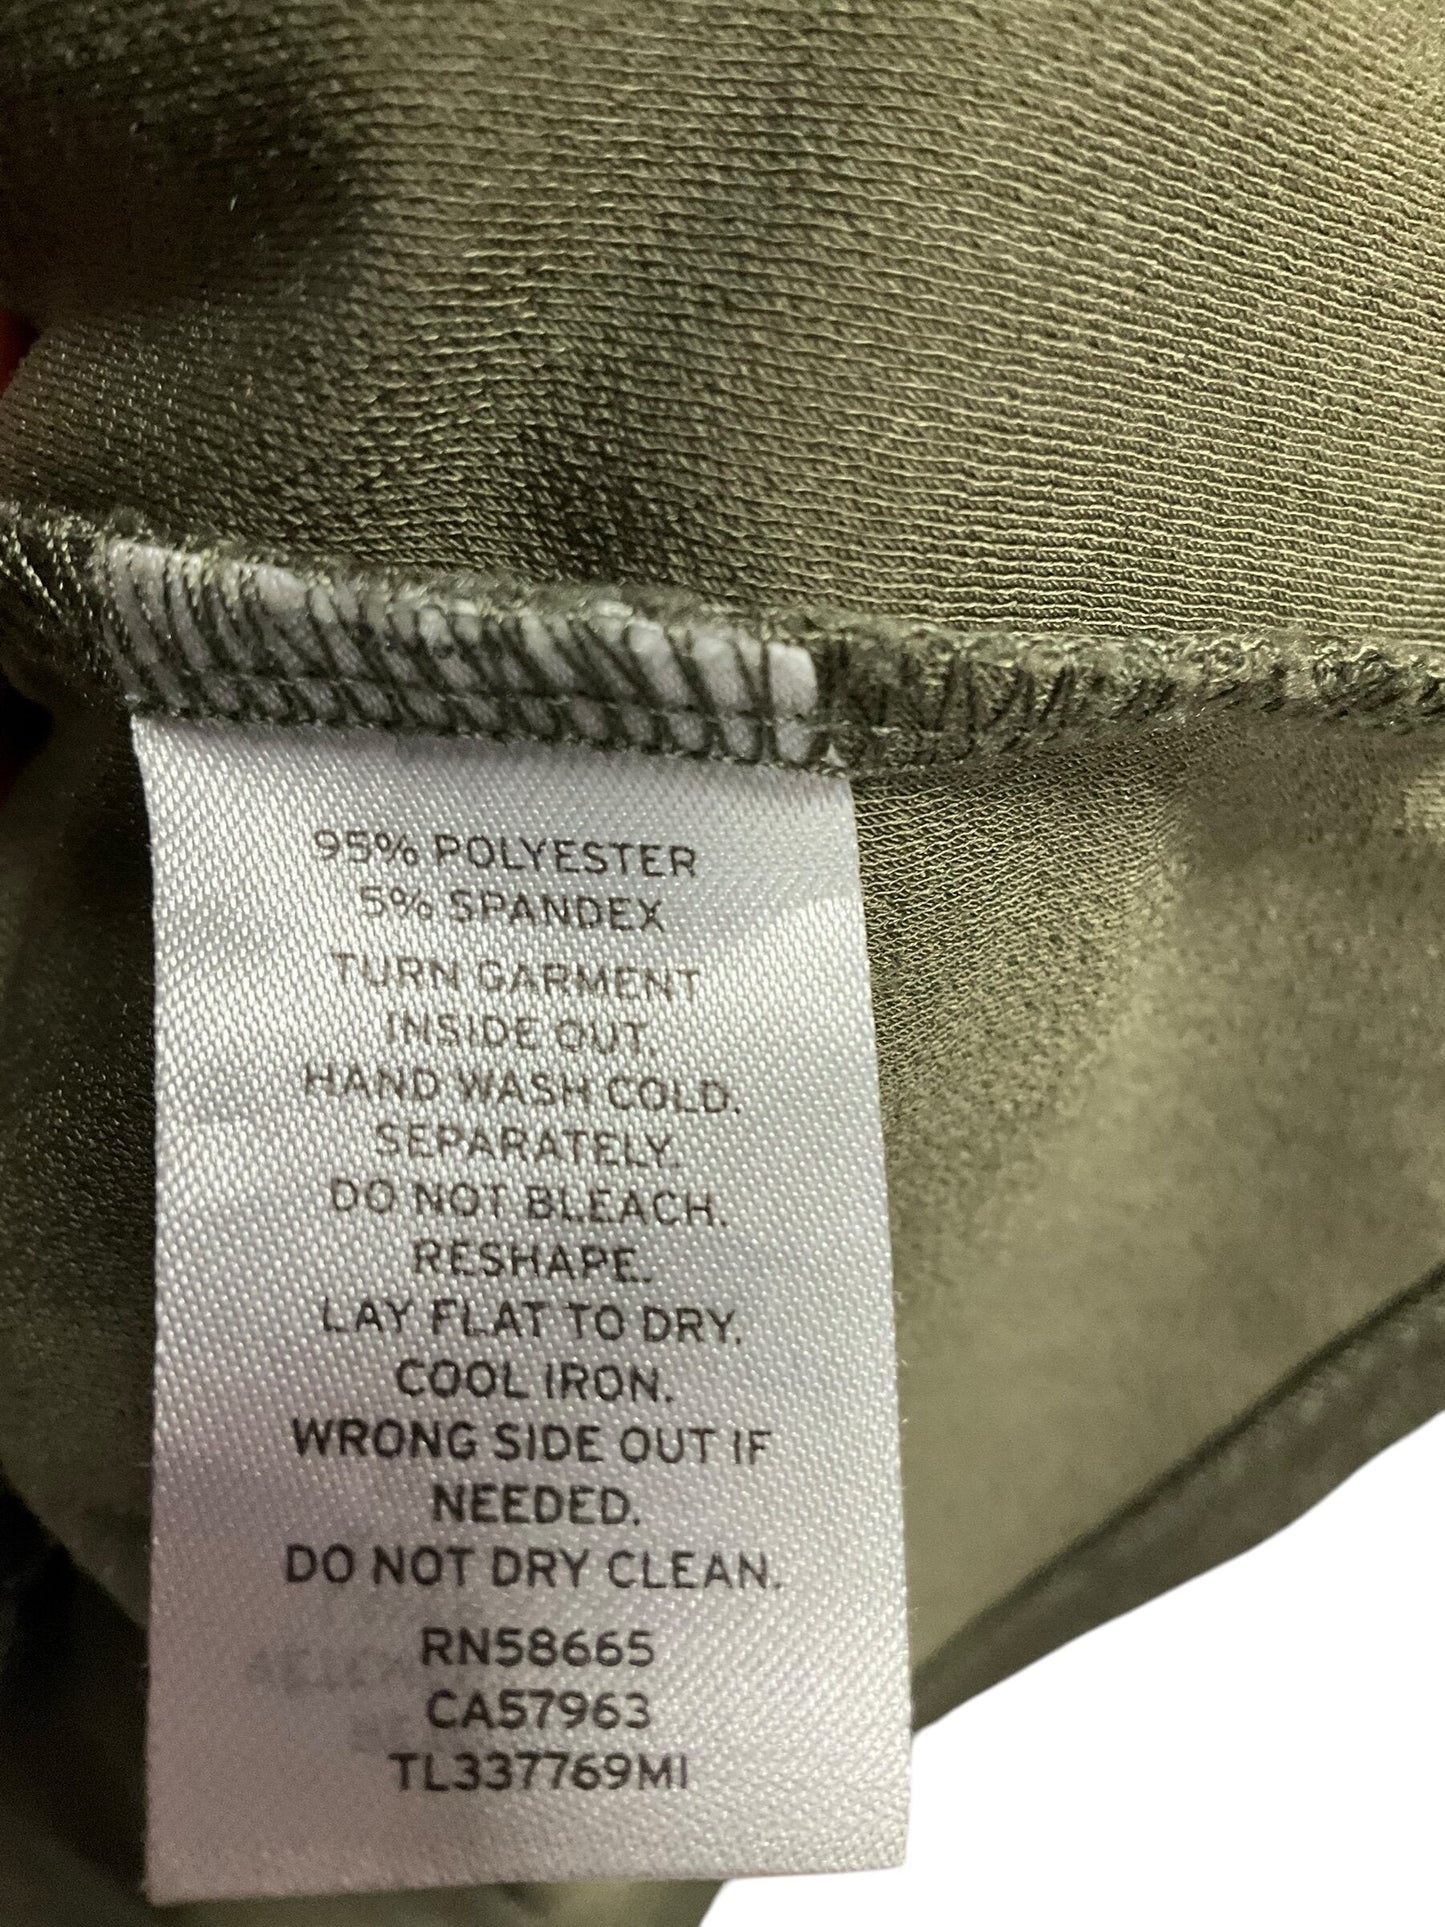 95% POLYESTER
5% SPANDEX
TURN GARMENT
INSIDE OUT.
HAND WASH COLD.
SEPARATELY.
DO NOT BLEACH.
RESHAPE.
LAY FLAT TO DRY.
COOL IRON.
WRONG SIDE OUT IF
NEEDED.
DO NOT DRY CLEAN.
RN58665
CA57963
TL337769MI